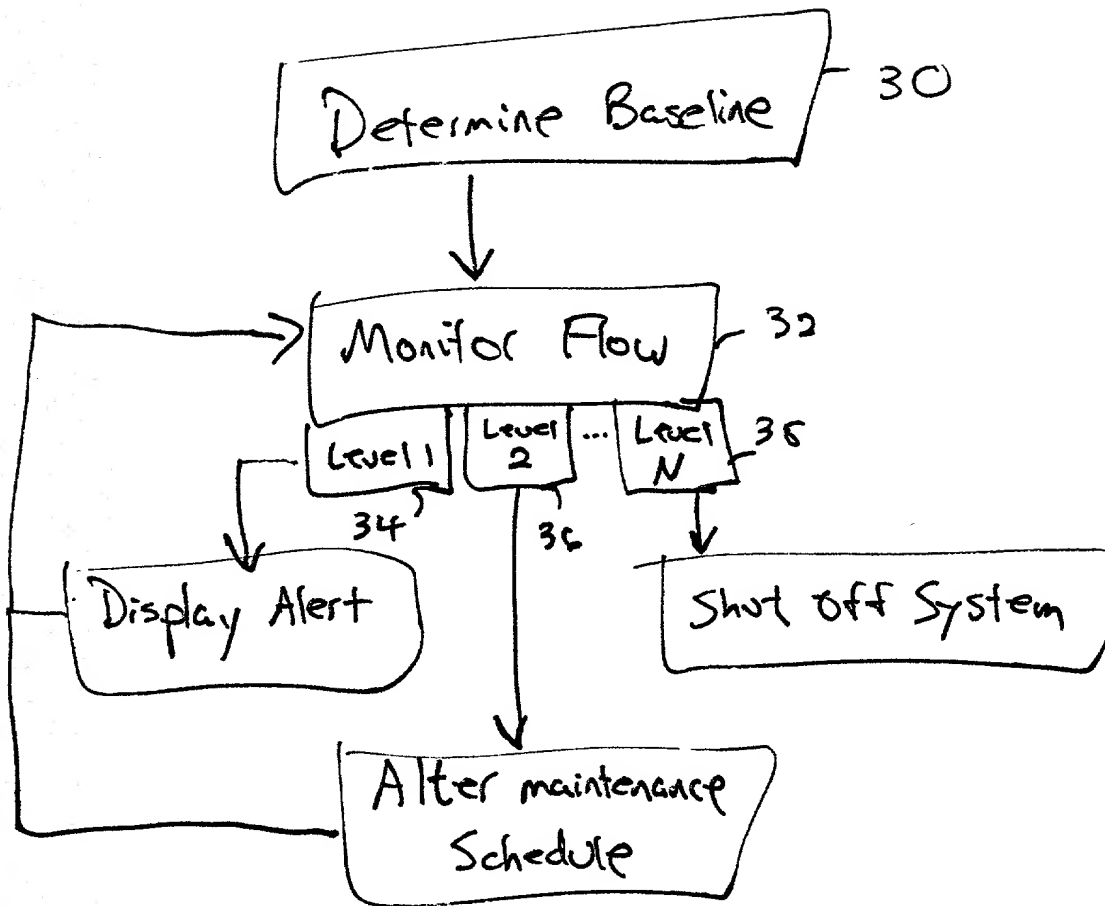 Determine Baseline
30
Monitor Flow
32
Level 1
Level
2
...
Level
N
34
36
38
Display Alert
Shut off System
Alter maintenance
Schedule